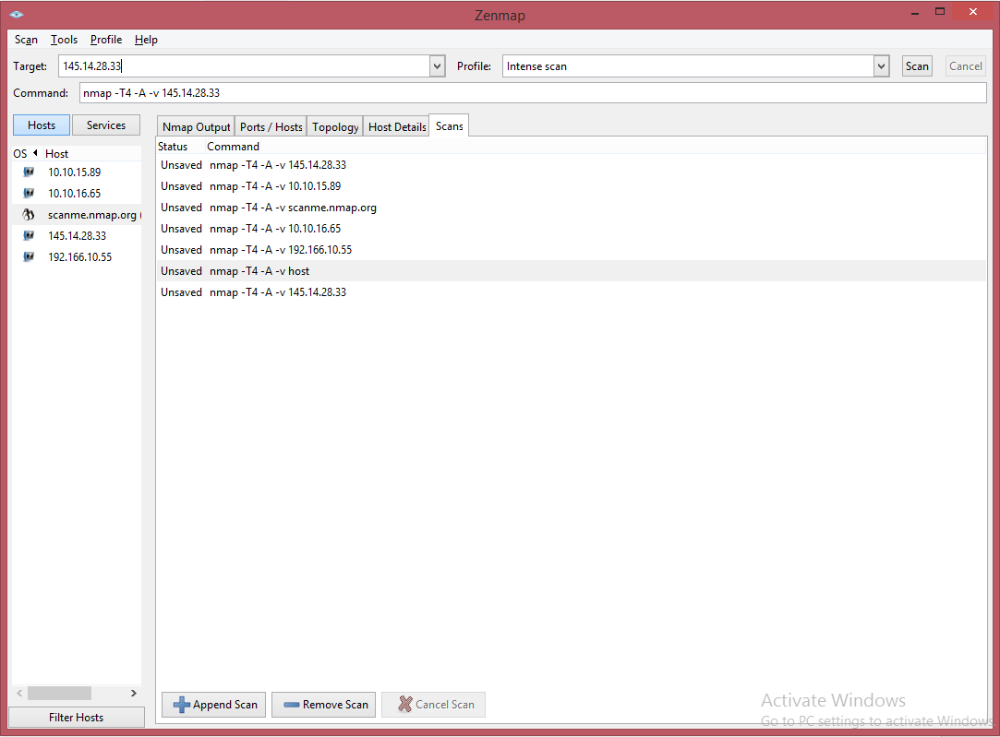 Zenmap
Scan Tools Profile Help
Target: 145.14.28.33 Profile: Intense scan Scan Cancel
Command: nmap -T4 -A -v 145.14.28.33
Hosts Services
Nmap Output Ports / Hosts Topology Host Details Scans
OS Host
10.10.15.89
10.10.16.65
scanme.nmap.org (
145.14.28.33
192.166.10.55
Status Command
Unsaved nmap -T4 -A -v 145.14.28.33
Unsaved nmap -T4 -A -v 10.10.15.89
Unsaved nmap -T4 -A -v scanme.nmap.org
Unsaved nmap -T4 -A -v 10.10.16.65
Unsaved nmap -T4 -A -v 192.166.10.55
Unsaved nmap -T4 -A -v host
Unsaved nmap -T4 -A -v 145.14.28.33
Append Scan Remove Scan Cancel Scan
Filter Hosts
Activate Windows
Go to PC settings to activate Windows